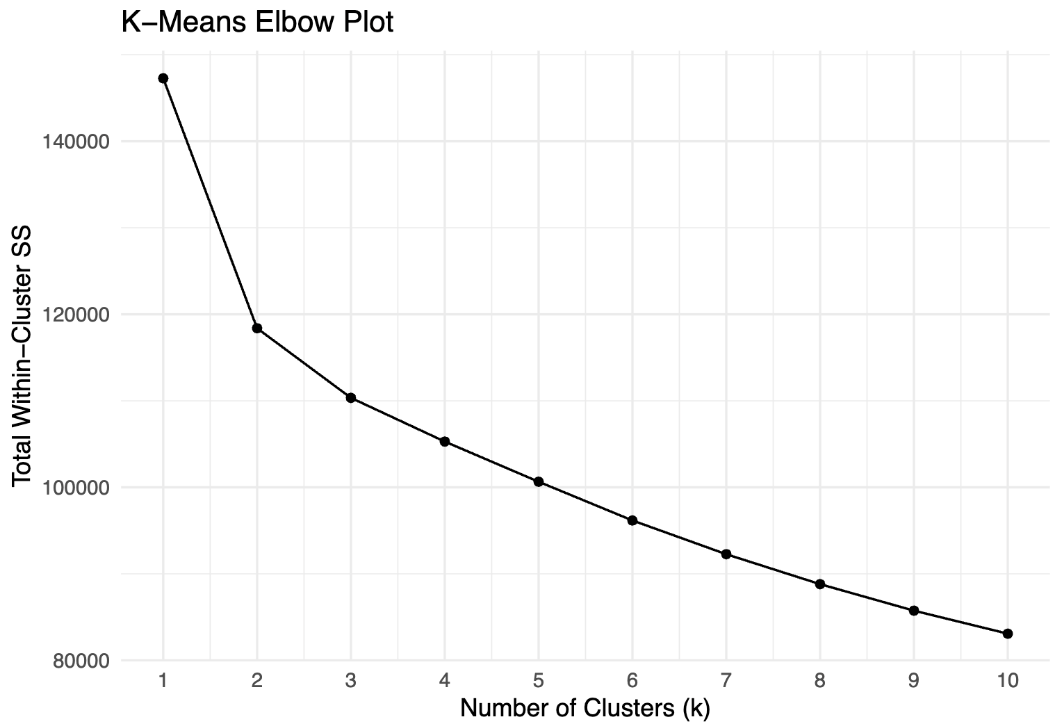 K−Means Elbow Plot
140000
120000
100000
80000
Total Within−Cluster SS
1 2 3 4 5 6 7 8 9 10
Number of Clusters (k)